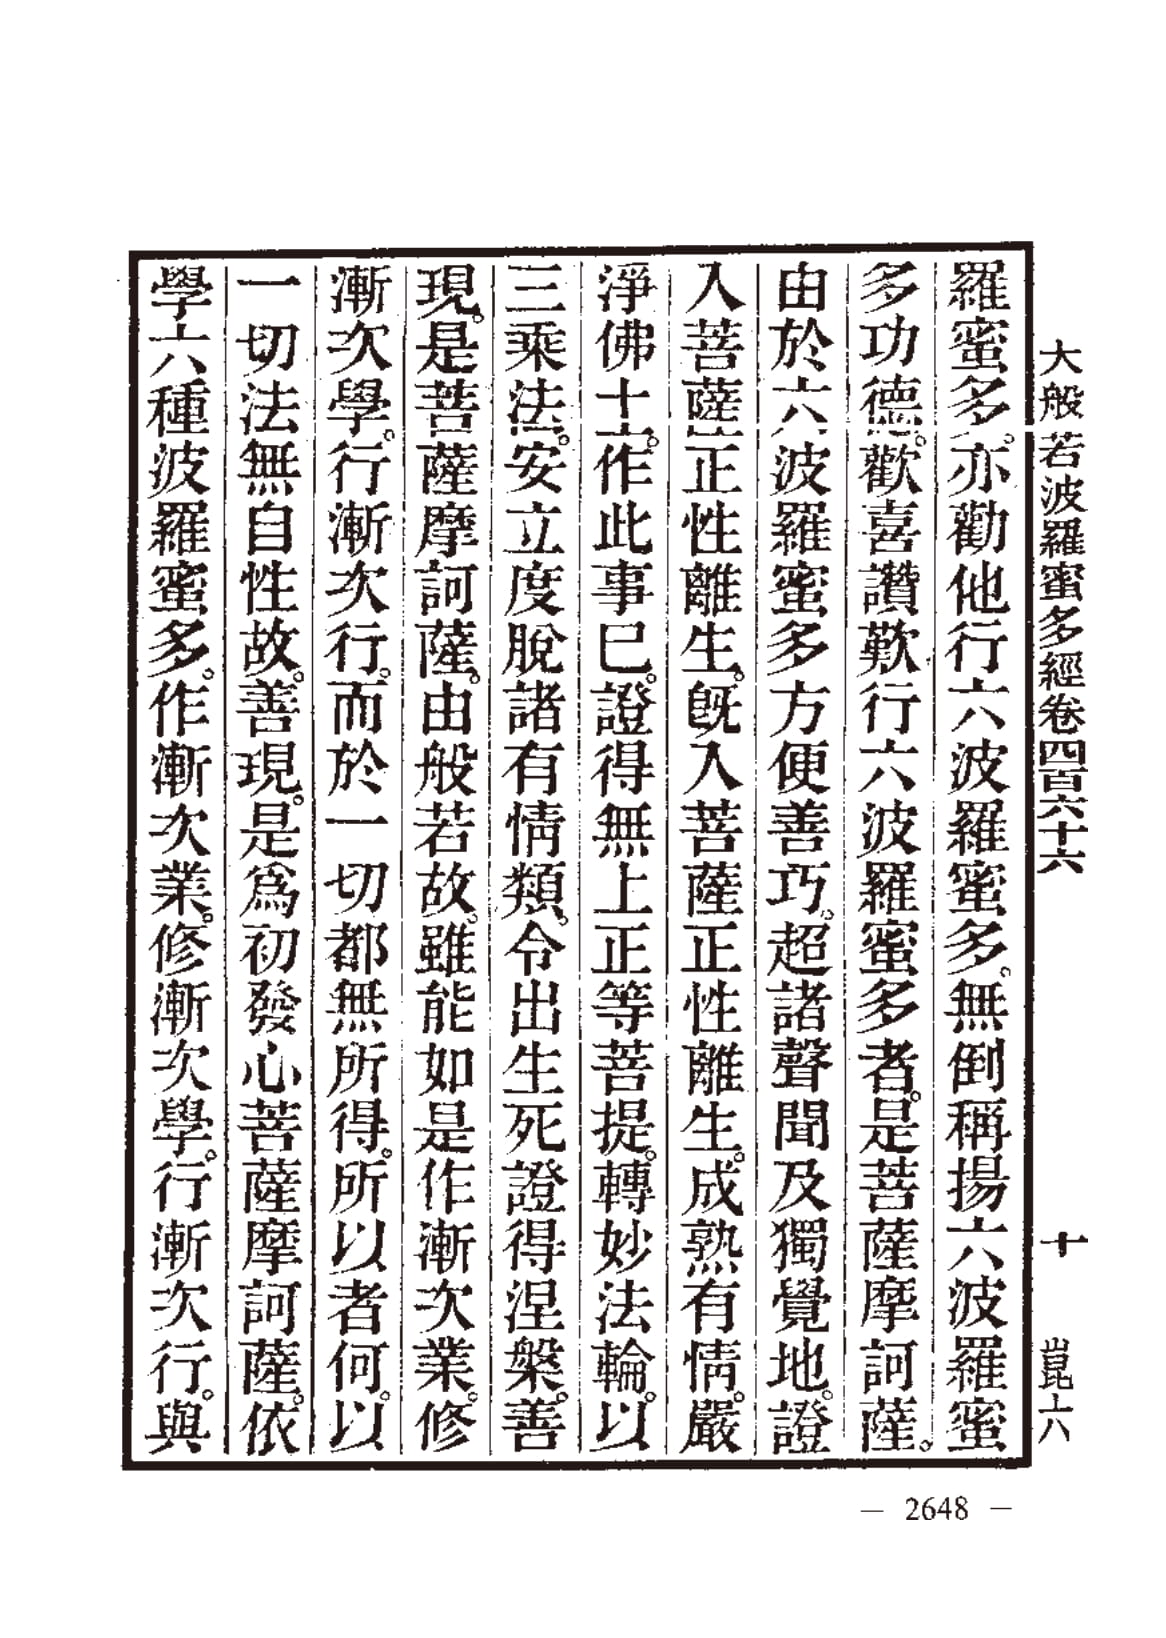 大般若波羅蜜多經卷四百六十六 十 崑六
羅蜜多。亦勸他行六波羅蜜多。無倒稱揚六波羅蜜
多功德。歡喜讚歎行六波羅蜜多者。是菩薩摩訶薩。
由於六波羅蜜多方便善巧。超諸聲聞及獨覺地。證
入菩薩正性離生。旣入菩薩正性離生。成熟有情。嚴
淨佛土。作此事已。證得無上正等菩提。轉妙法輪。以
三乘法。安立度脫諸有情類。令出生死證得涅槃。善
現。是菩薩摩訶薩。由般若故。雖能如是作漸次業。修
漸次學。行漸次行。而於一切都無所得。所以者何。以
一切法無自性故。善現。是爲初發心菩薩摩訶薩。依
學六種波羅蜜多。作漸次業。修漸次學。行漸次行。與
— 2648 —